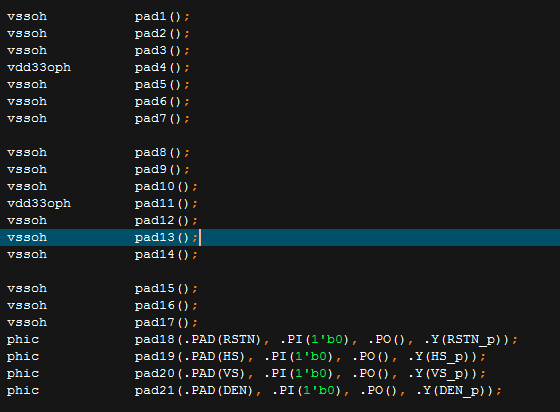 vssoh pad1();
vssoh pad2();
vssoh pad3();
vdd33oph pad4();
vssoh pad5();
vssoh pad6();
vssoh pad7();
vssoh pad8();
vssoh pad9();
vssoh pad10();
vdd33oph pad11();
vssoh pad12();
vssoh pad13();
vssoh pad14();
vssoh pad15();
vssoh pad16();
vssoh pad17();
phic pad18(.PAD(RSTN), .PI(1'b0), .PO(), .Y(RSTN_p));
phic pad19(.PAD(HS), .PI(1'b0), .PO(), .Y(HS_p));
phic pad20(.PAD(VS), .PI(1'b0), .PO(), .Y(VS_p));
phic pad21(.PAD(DEN), .PI(1'b0), .PO(), .Y(DEN_p));